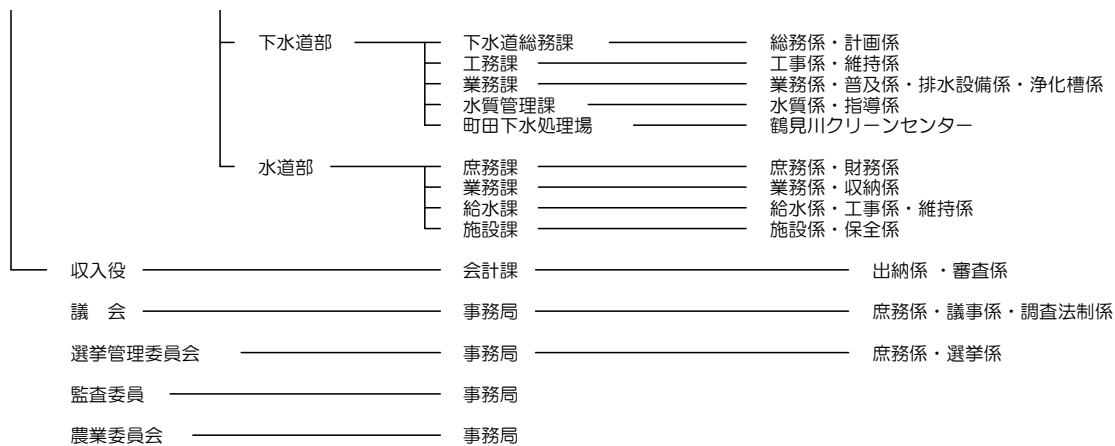 下水道部 下水道総務課 総務係・計画係
工務課 工事係・維持係
業務課 業務係・普及係・排水設備係・浄化槽係
水質管理課 水質係・指導係
町田下水処理場 鶴見川クリーンセンター
水道部 庶務課 庶務係・財務係
業務課 業務係・収納係
給水課 給水係・工事係・維持係
施設課 施設係・保全係
収入役 会計課 出納係 ・審査係
議　会 事務局 庶務係・議事係・調査法制係
選挙管理委員会 事務局 庶務係・選挙係
監査委員 事務局
農業委員会 事務局